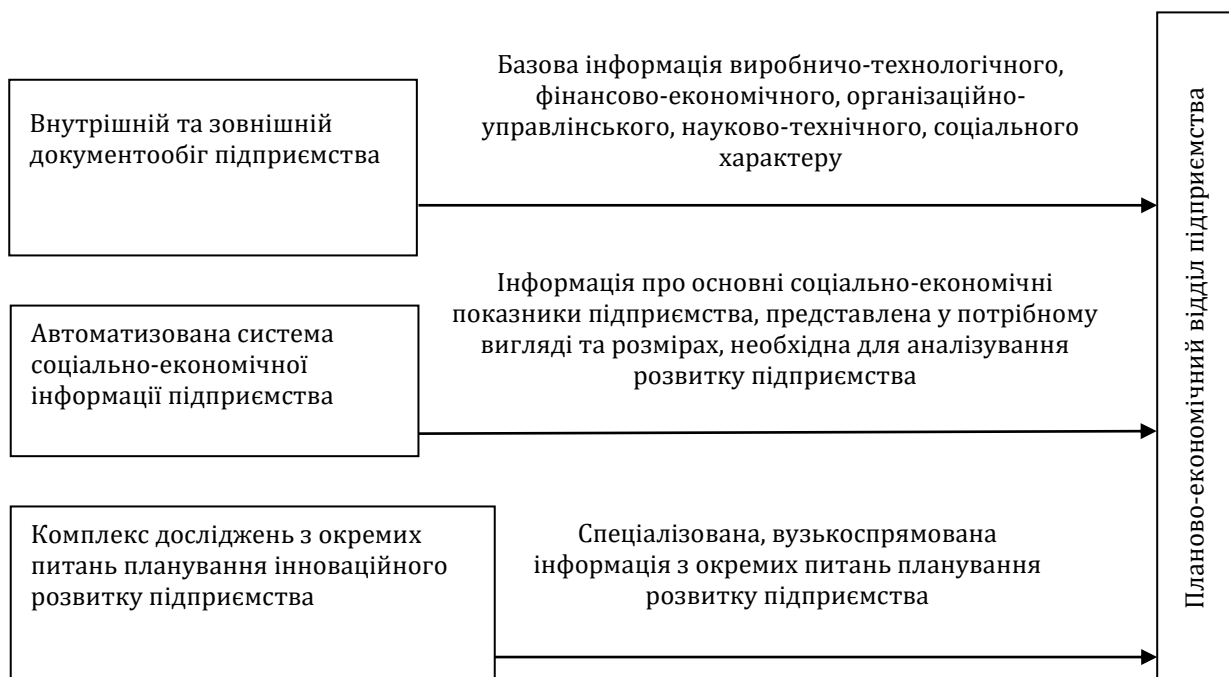 Внутрішній та зовнішній
документообіг підприємства
Базова інформація виробничо-технологічного,
фінансово-економічного, організаційно-
управлінського, науково-технічного, соціального
характеру
Автоматизована система
соціально-економічної
інформації підприємства
Інформація про основні соціально-економічні
показники підприємства, представлена у потрібному
вигляді та розмірах, необхідна для аналізування
розвитку підприємства
Комплекс досліджень з окремих
питань планування інноваційного
розвитку підприємства
Спеціалізована, вузькоспрямована
інформація з окремих питань планування
розвитку підприємства
Планово-економічний відділ підприємства